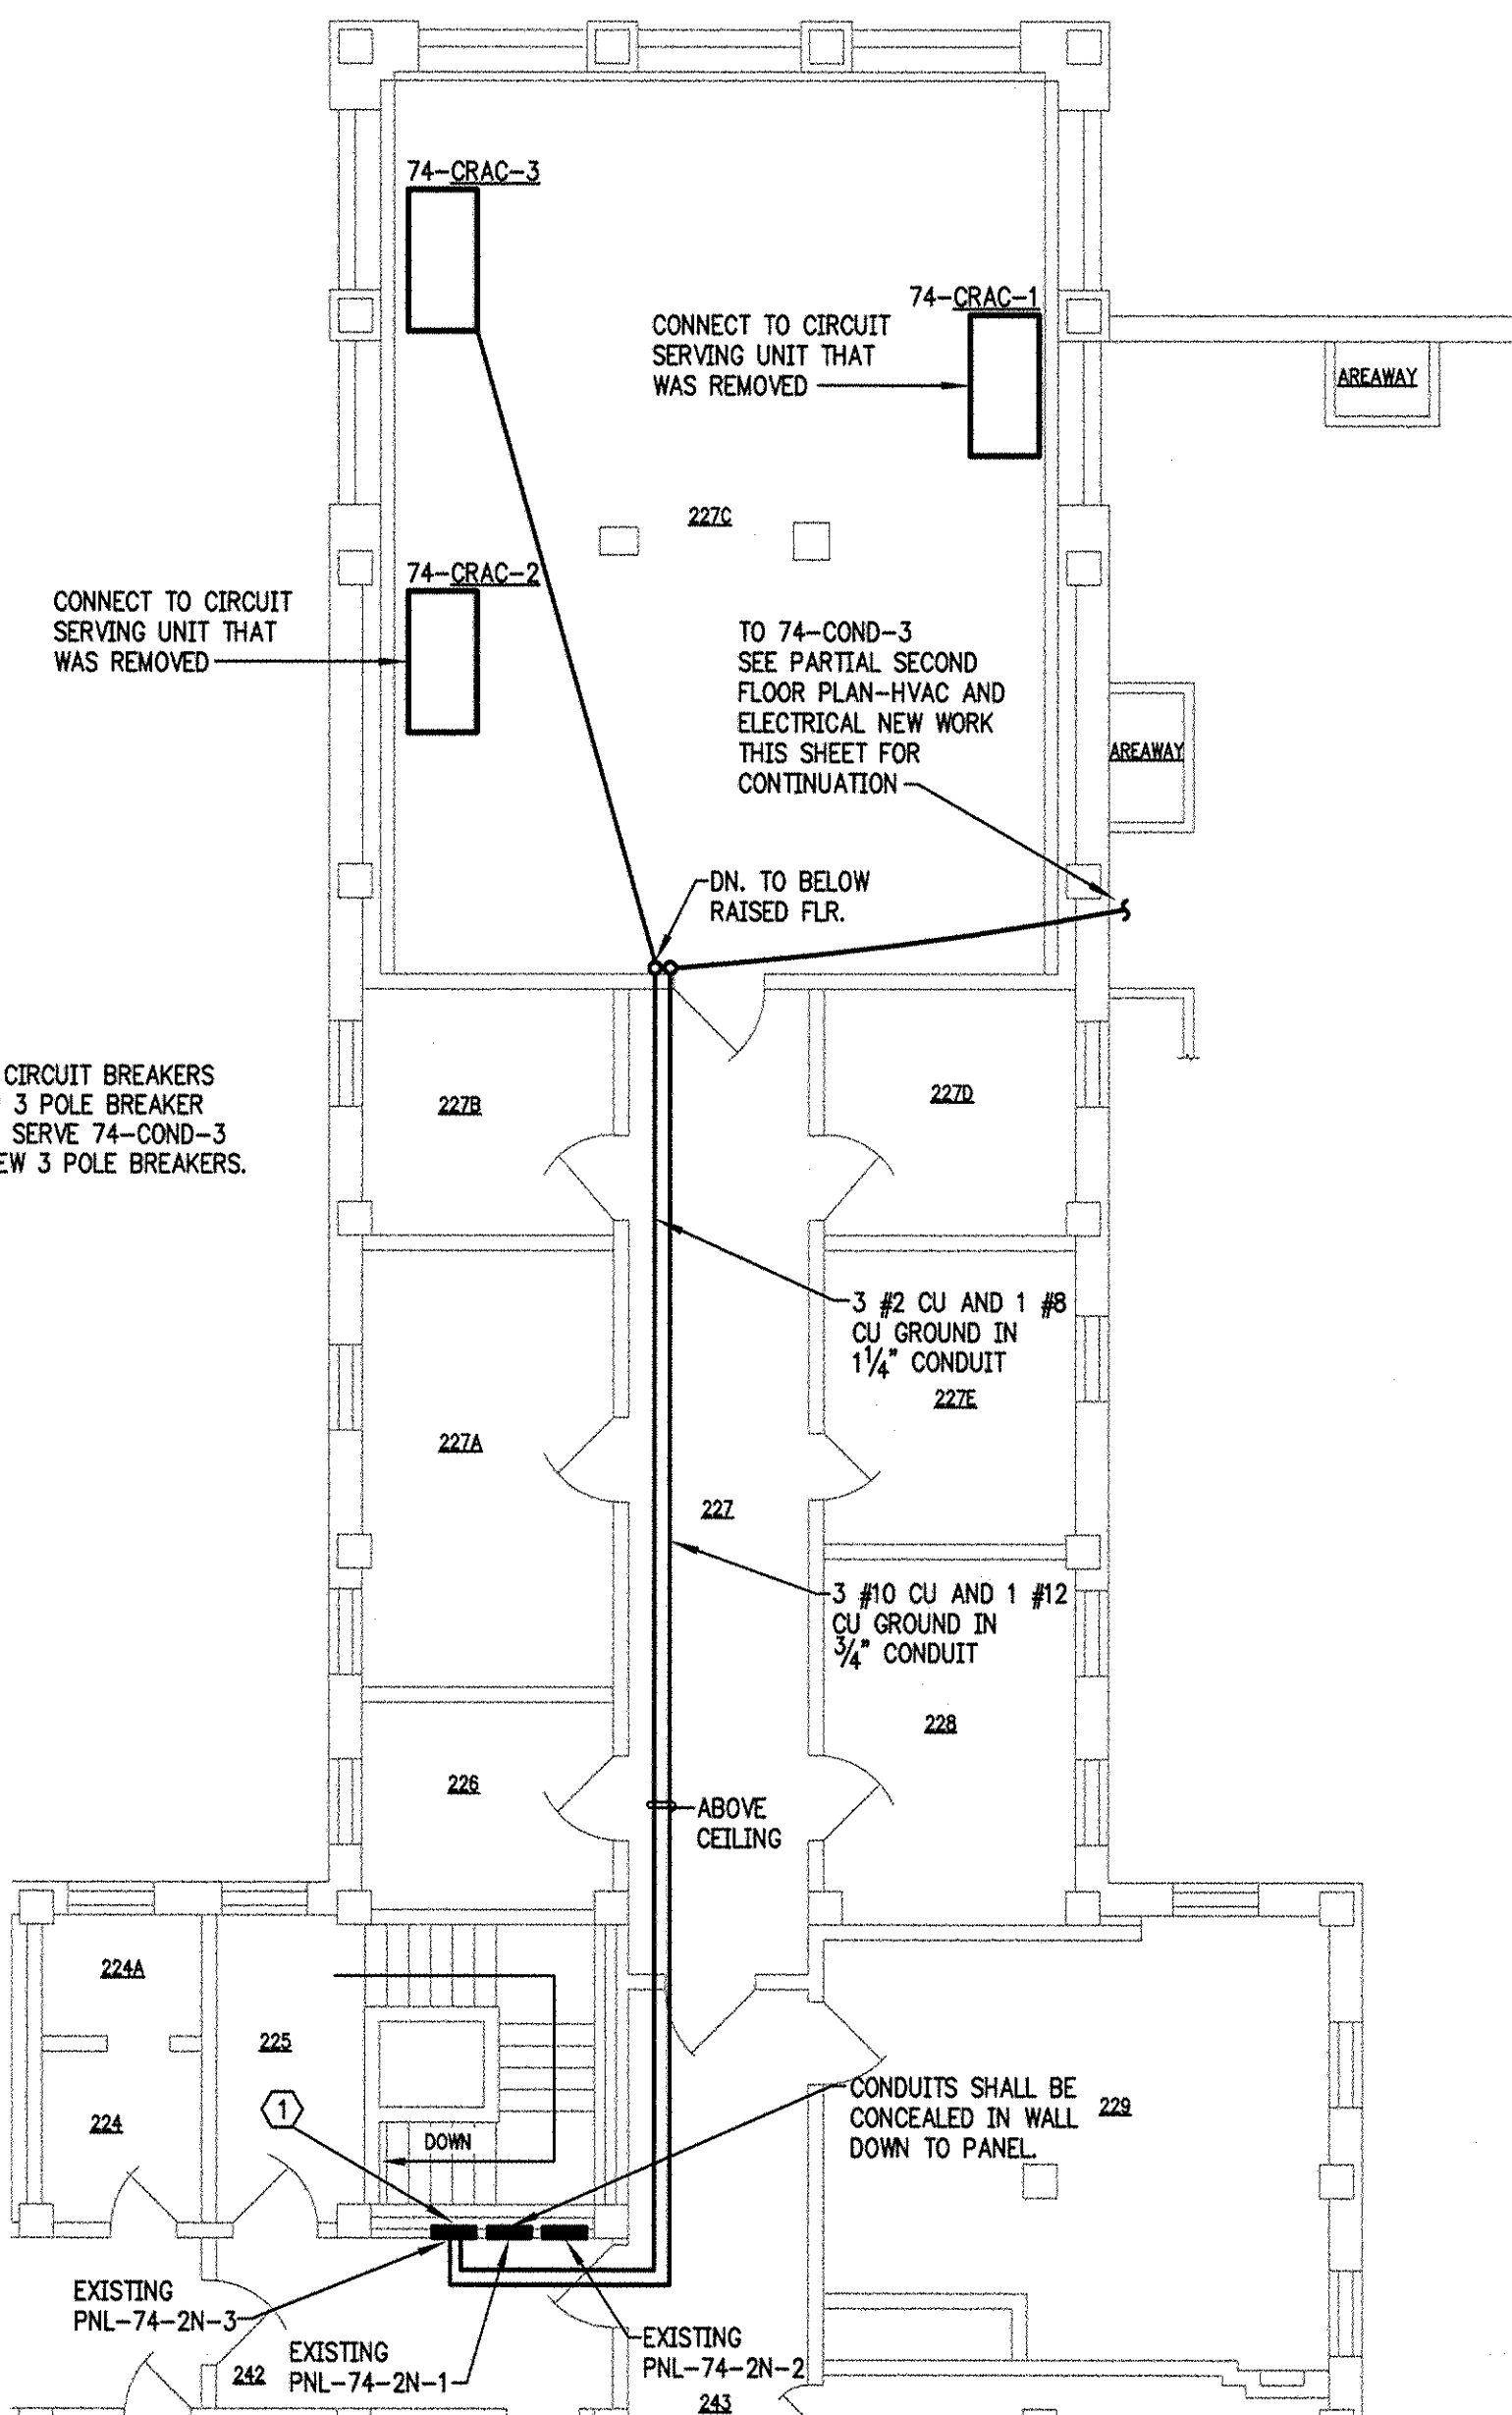 74-CRAC-3
74-CRAC-1
CONNECT TO CIRCUIT
SERVING UNIT THAT
WAS REMOVED
AREAWAY
227C
74-CRAC-2
CONNECT TO CIRCUIT
SERVING UNIT THAT
WAS REMOVED
TO 74-COND-3
SEE PARTIAL SECOND
FLOOR PLAN-HVAC AND
ELECTRICAL NEW WORK
THIS SHEET FOR
CONTINUATION
AREAWAY
DN. TO BELOW
RAISED FLR.
CIRCUIT BREAKERS
3 POLE BREAKER
SERVE 74-COND-3
EW 3 POLE BREAKERS.
227B
227D
3 #2 CU AND 1 #8
CU GROUND IN
1¼" CONDUIT
227E
227A
227
3 #10 CU AND 1 #12
CU GROUND IN
¾" CONDUIT
228
226
ABOVE
CEILING
224A
225
1
224
DOWN
CONDUITS SHALL BE
CONCEALED IN WALL
DOWN TO PANEL.
229
EXISTING
PNL-74-2N-3
EXISTING
PNL-74-2N-1
EXISTING
PNL-74-2N-2
242
243